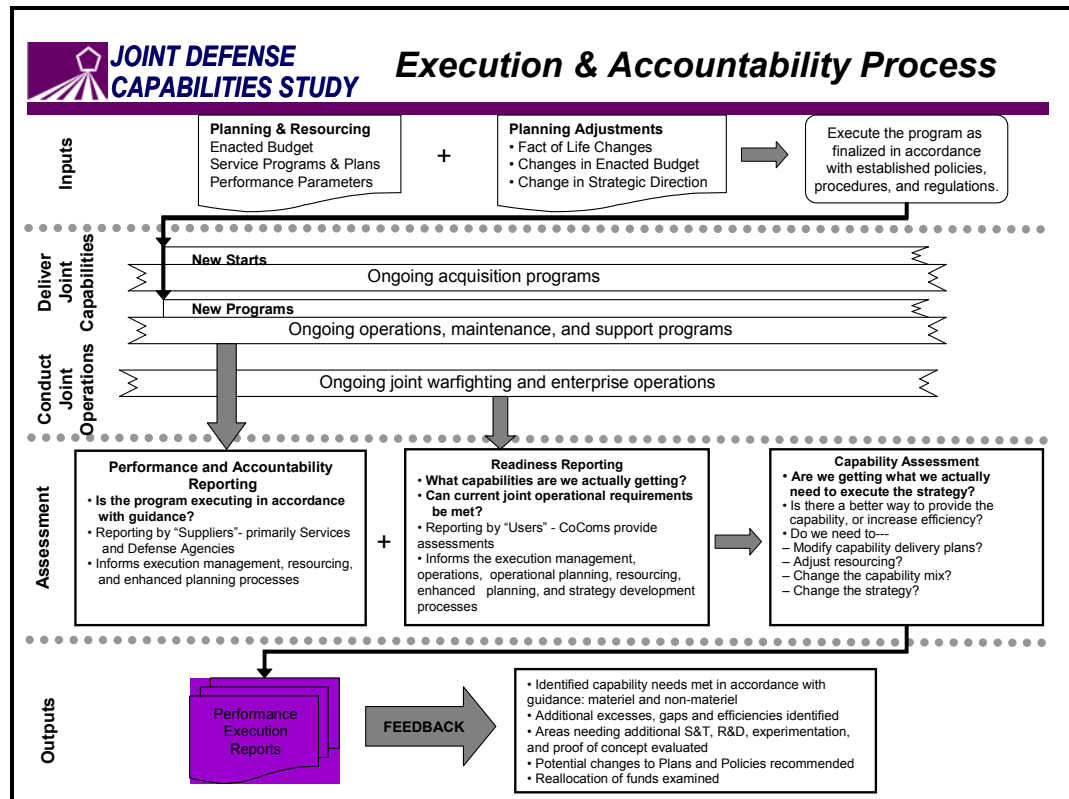 JOINT DEFENSE
CAPABILITIES STUDY
Execution & Accountability Process
Inputs
Planning & Resourcing
Enacted Budget
Service Programs & Plans
Performance Parameters
+
Planning Adjustments
• Fact of Life Changes
• Changes in Enacted Budget
• Change in Strategic Direction
Execute the program as
finalized in accordance
with established policies,
procedures, and regulations.
Deliver
Joint
Capabilities
New Starts
Ongoing acquisition programs
New Programs
Ongoing operations, maintenance, and support programs
Conduct
Joint
Operations
Ongoing joint warfighting and enterprise operations
Assessment
Performance and Accountability
Reporting
• Is the program executing in accordance
with guidance?
• Reporting by “Suppliers”- primarily Services
and Defense Agencies
• Informs execution management, resourcing,
and enhanced planning processes
+
Readiness Reporting
• What capabilities are we actually getting?
• Can current joint operational requirements
be met?
• Reporting by “Users” - CoComs provide
assessments
• Informs the execution management,
operations, operational planning, resourcing,
enhanced planning, and strategy development
processes
Capability Assessment
• Are we getting what we actually
need to execute the strategy?
• Is there a better way to provide the
capability, or increase efficiency?
• Do we need to---
– Modify capability delivery plans?
– Adjust resourcing?
– Change the capability mix?
– Change the strategy?
Outputs
Performance
Execution
Reports
FEEDBACK
• Identified capability needs met in accordance with
guidance: materiel and non-materiel
• Additional excesses, gaps and efficiencies identified
• Areas needing additional S&T, R&D, experimentation,
and proof of concept evaluated
• Potential changes to Plans and Policies recommended
• Reallocation of funds examined